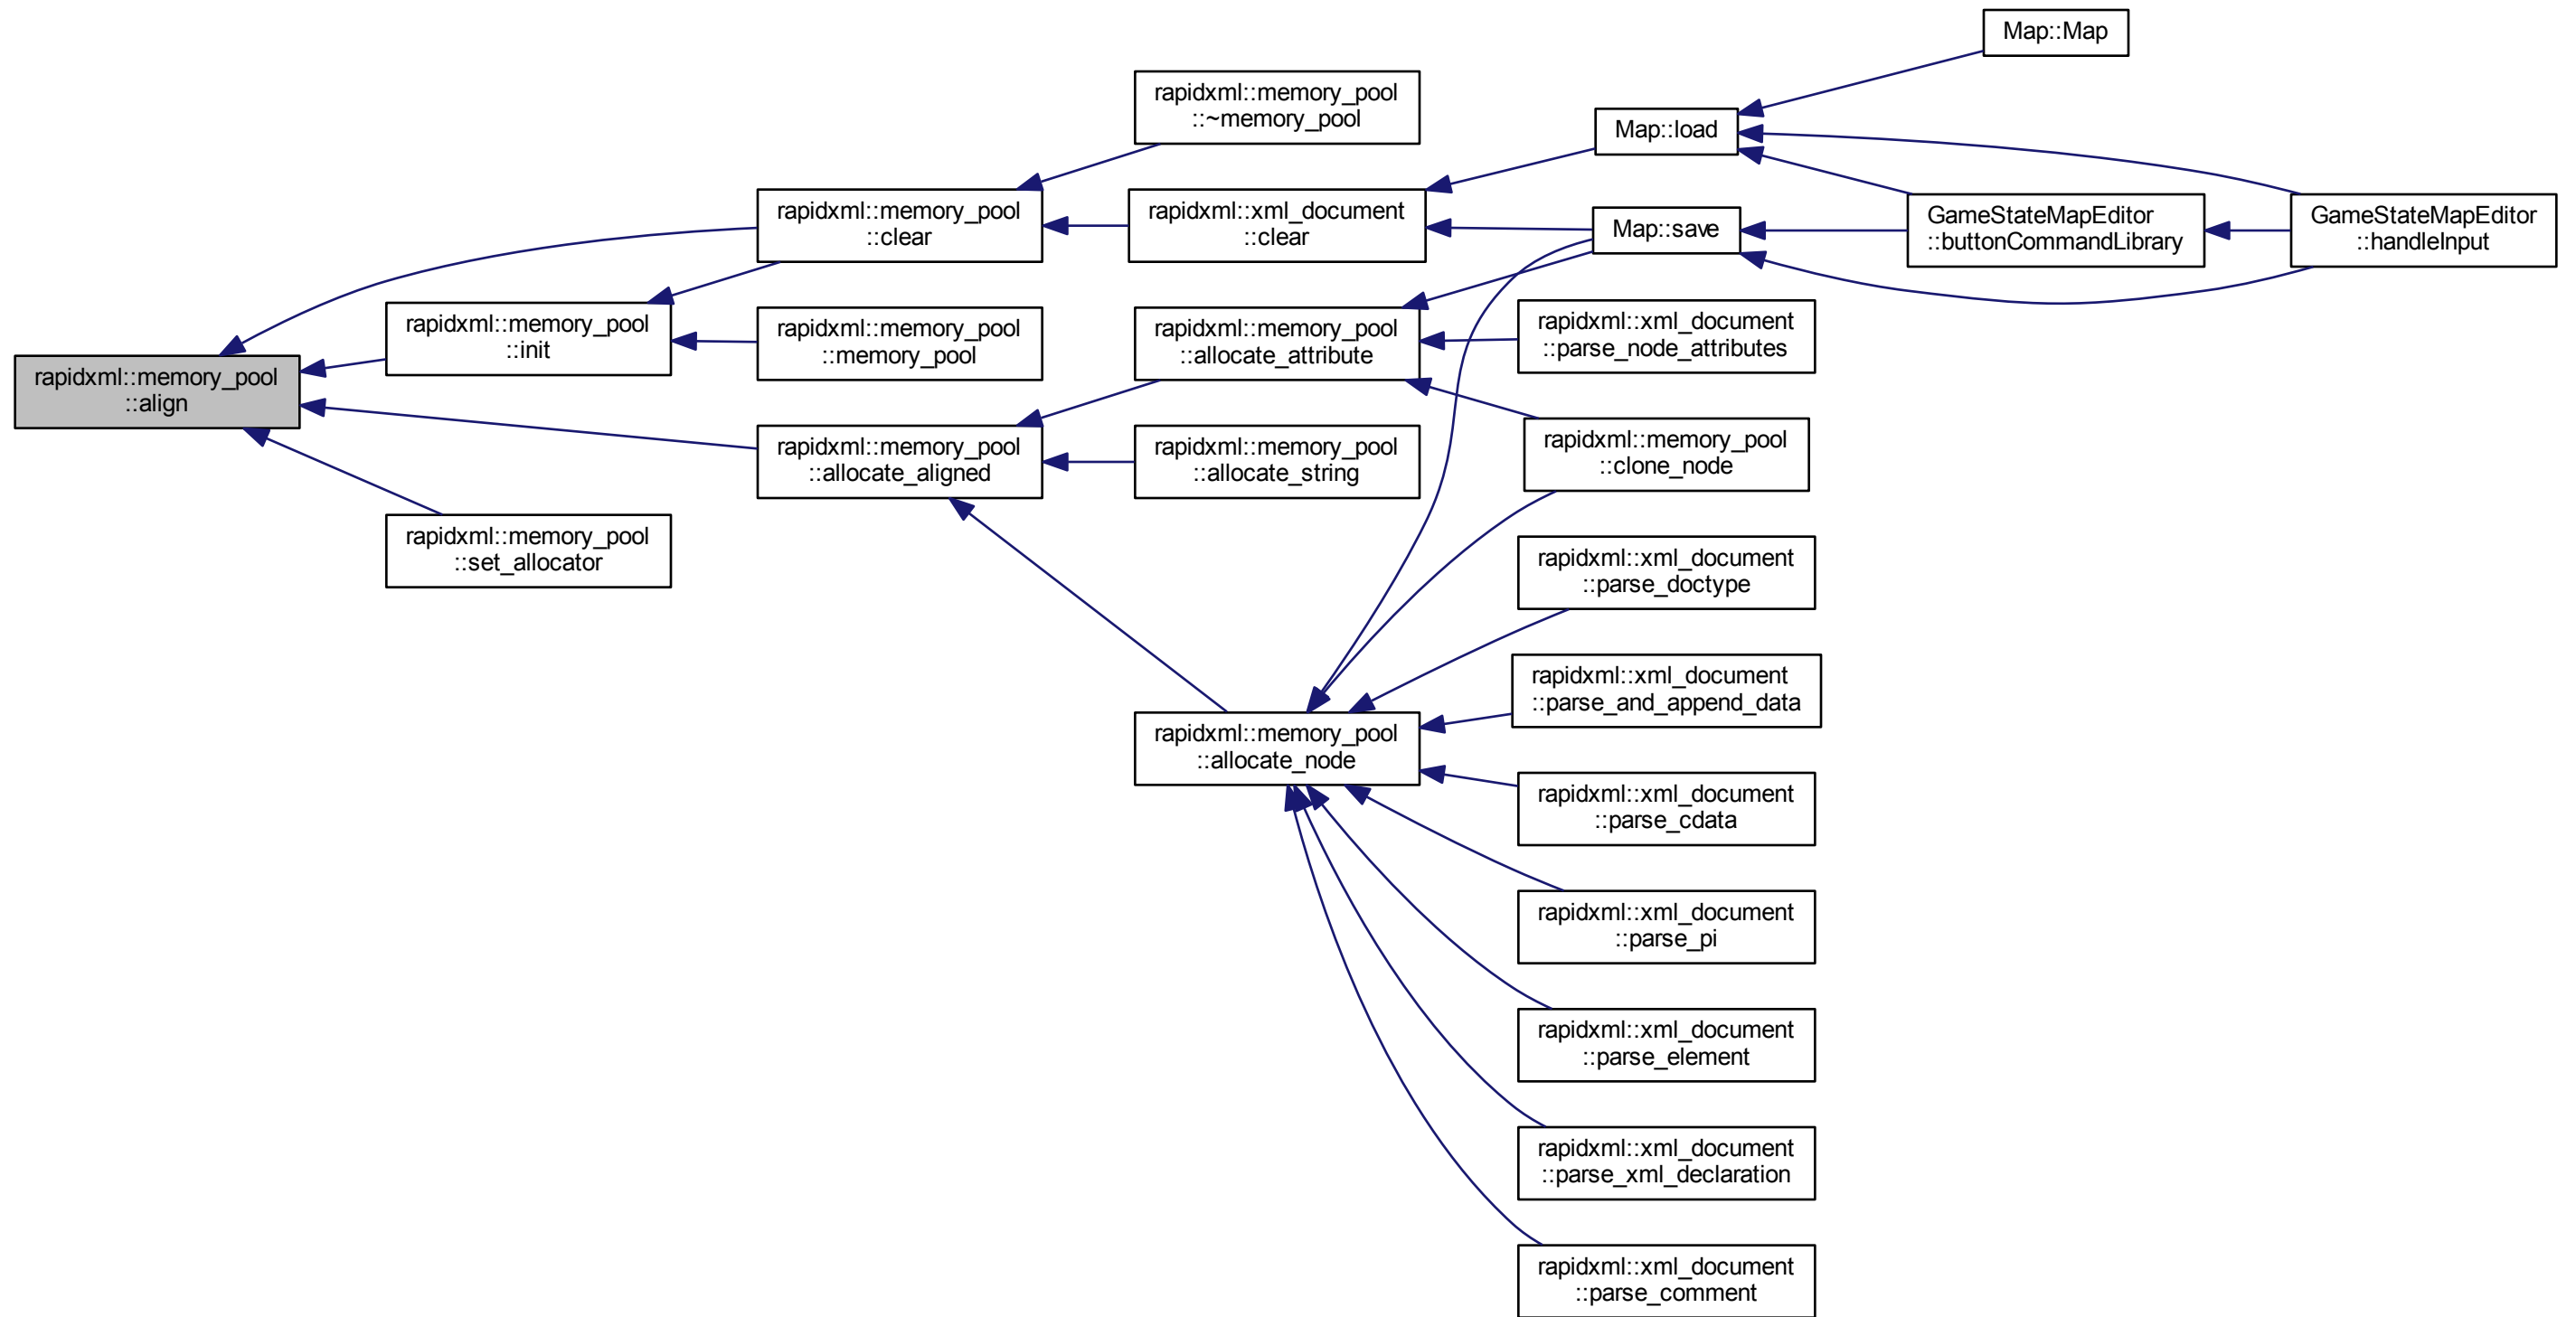 rapidxml::memory_pool
::align
rapidxml::memory_pool
::init
rapidxml::memory_pool
::set_allocator
rapidxml::memory_pool
::clear
rapidxml::memory_pool
::memory_pool
rapidxml::memory_pool
::allocate_aligned
rapidxml::memory_pool
::~memory_pool
rapidxml::xml_document
::clear
rapidxml::memory_pool
::allocate_attribute
rapidxml::memory_pool
::allocate_string
rapidxml::memory_pool
::allocate_node
Map::load
Map::save
rapidxml::xml_document
::parse_node_attributes
rapidxml::memory_pool
::clone_node
rapidxml::xml_document
::parse_doctype
rapidxml::xml_document
::parse_and_append_data
rapidxml::xml_document
::parse_cdata
rapidxml::xml_document
::parse_pi
rapidxml::xml_document
::parse_element
rapidxml::xml_document
::parse_xml_declaration
rapidxml::xml_document
::parse_comment
Map::Map
GameStateMapEditor
::buttonCommandLibrary
GameStateMapEditor
::handleInput